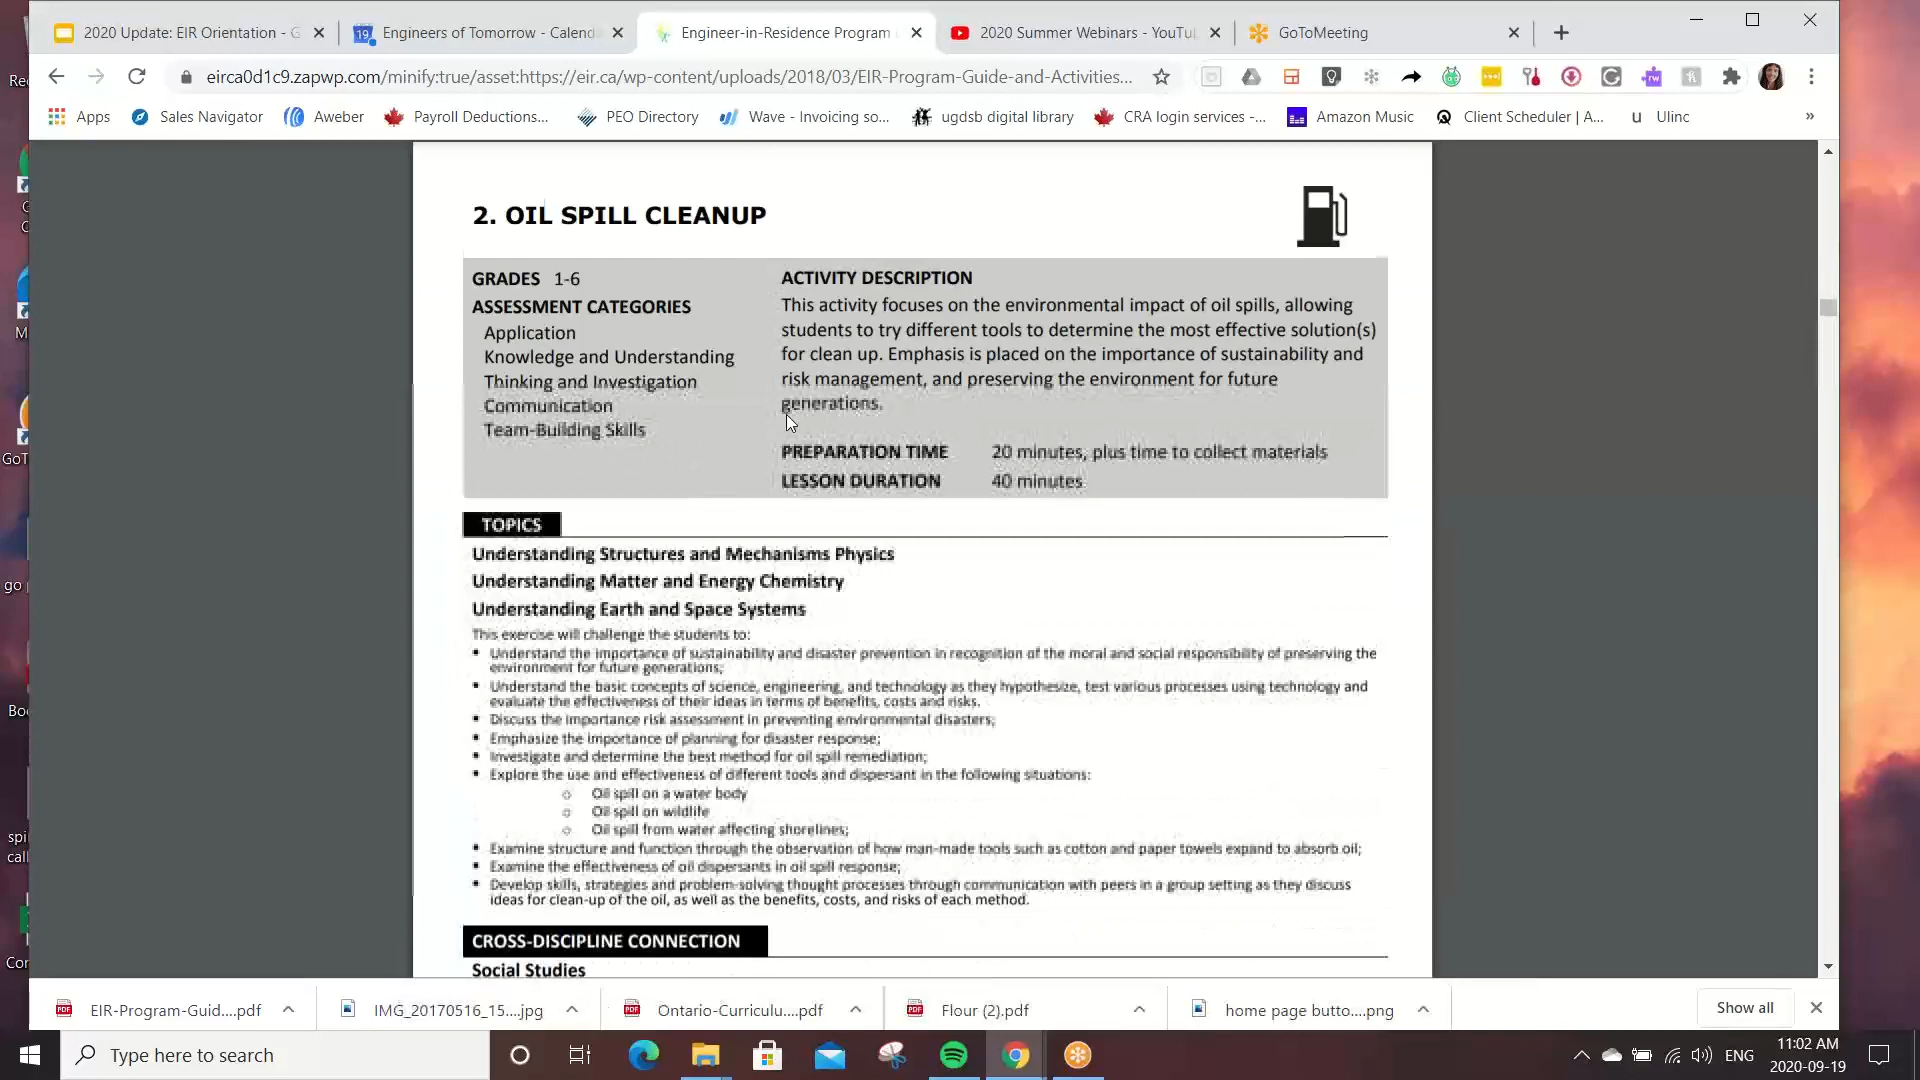 2020 Update: EIR Orientation - G
Engineers of Tomorrow - Calenda
Engineer-in-Residence Program
2020 Summer Webinars - YouTu
GoToMeeting
eirca0d1c9.zapwp.com/minify:true/asset:https://eir.ca/wp-content/uploads/2018/03/EIR-Program-Guide-and-Activities...
Apps
Sales Navigator
Aweber
Payroll Deductions...
PEO Directory
Wave - Invoicing so...
ugdsb digital library
CRA login services -...
Amazon Music
Client Scheduler | A...
Ulinc
»
2. OIL SPILL CLEANUP
GRADES 1-6
ASSESSMENT CATEGORIES
Application
Knowledge and Understanding
Thinking and Investigation
Communication
Team-Building Skills
ACTIVITY DESCRIPTION
This activity focuses on the environmental impact of oil spills, allowing
students to try different tools to determine the most effective solution(s)
for clean up. Emphasis is placed on the importance of sustainability and
risk management, and preserving the environment for future
generations.
PREPARATION TIME 20 minutes, plus time to collect materials
LESSON DURATION 40 minutes
TOPICS
Understanding Structures and Mechanisms Physics
Understanding Matter and Energy Chemistry
Understanding Earth and Space Systems
This exercise will challenge the students to:
▪ Understand the importance of sustainability and disaster prevention in recognition of the moral and social responsibility of preserving the
environment for future generations;
▪ Understand the basic concepts of science, engineering, and technology as they hypothesize, test various processes using technology and
evaluate the effectiveness of their ideas in terms of benefits, costs and risks.
▪ Discuss the importance risk assessment in preventing environmental disasters;
▪ Emphasize the importance of planning for disaster response;
▪ Investigate and determine the best method for oil spill remediation;
▪ Explore the use and effectiveness of different tools and dispersant in the following situations:
o Oil spill on a water body
o Oil spill on wildlife
o Oil spill from water affecting shorelines;
▪ Examine structure and function through the observation of how man-made tools such as cotton and paper towels expand to absorb oil;
▪ Examine the effectiveness of oil dispersants in oil spill response;
▪ Develop skills, strategies and problem-solving thought processes through communication with peers in a group setting as they discuss
ideas for clean-up of the oil, as well as the benefits, costs, and risks of each method.
CROSS-DISCIPLINE CONNECTION
Social Studies
EIR-Program-Guid....pdf
IMG_20170516_15....jpg
Ontario-Curriculu....pdf
Flour (2).pdf
home page butto....png
Show all
Type here to search
ENG
11:02 AM
2020-09-19